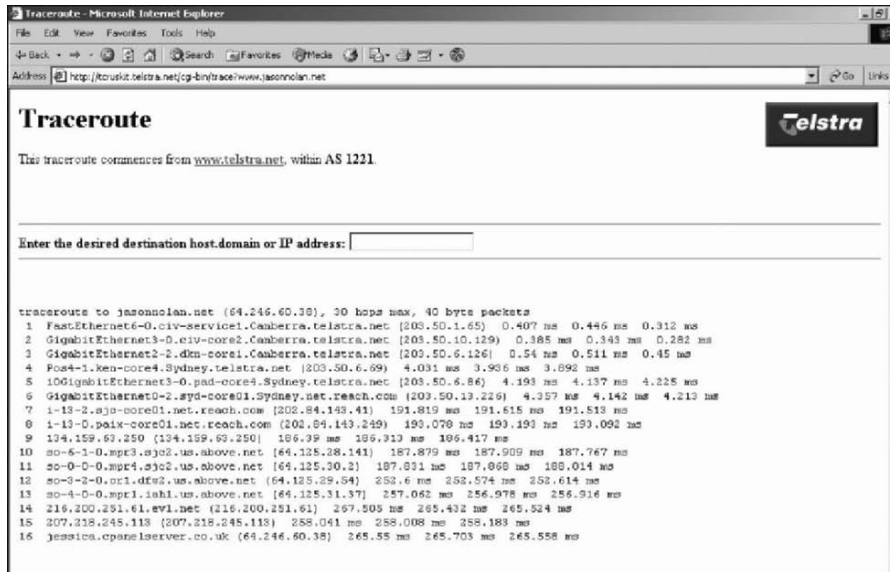 Traceroute - Microsoft Internet Explorer
File Edit View Favorites Tools Help
Back Search Favorites Media
Address http://tcruskit.telstra.net/cgi-bin/trace?www.jasonnolan.net Go Links
Traceroute
Telstra
This traceroute commences from www.telstra.net, within AS 1221.
Enter the desired destination host.domain or IP address:
traceroute to jasonnolan.net (64.246.60.38), 30 hops max, 40 byte packets
1 FastEthernet6-0.civ-service1.Canberra.telstra.net (203.50.1.65) 0.407 ms 0.446 ms 0.312 ms
2 GigabitEthernet3-0.civ-core2.Canberra.telstra.net (203.50.10.129) 0.385 ms 0.343 ms 0.282 ms
3 GigabitEthernet2-2.dkn-core1.Canberra.telstra.net (203.50.6.126) 0.54 ms 0.511 ms 0.45 ms
4 Pos4-1.ken-core4.Sydney.telstra.net (203.50.6.69) 4.031 ms 3.936 ms 3.892 ms
5 10GigabitEthernet3-0.pad-core4.Sydney.telstra.net (203.50.6.86) 4.193 ms 4.137 ms 4.225 ms
6 GigabitEthernet0-2.syd-core01.Sydney.net.reach.com (203.50.13.226) 4.357 ms 4.142 ms 4.213 ms
7 i-13-2.sjc-core01.net.reach.com (202.84.143.41) 191.819 ms 191.615 ms 191.513 ms
8 i-13-0.paix-core01.net.reach.com (202.84.143.249) 193.078 ms 193.193 ms 193.092 ms
9 134.159.63.250 (134.159.63.250) 186.39 ms 186.313 ms 186.417 ms
10 so-6-1-0.mpr3.sjc2.us.above.net (64.125.28.141) 187.879 ms 187.909 ms 187.767 ms
11 so-0-0-0.mpr4.sjc2.us.above.net (64.125.30.2) 187.831 ms 187.868 ms 188.014 ms
12 so-3-2-0.cr1.dfw2.us.above.net (64.125.29.54) 252.6 ms 252.574 ms 252.614 ms
13 so-4-0-0.mpr1.iah1.us.above.net (64.125.31.37) 257.062 ms 256.978 ms 256.916 ms
14 216.200.251.61.ev1.net (216.200.251.61) 267.505 ms 265.432 ms 265.524 ms
15 207.218.245.113 (207.218.245.113) 258.041 ms 258.008 ms 258.183 ms
16 jessica.cpanelserver.co.uk (64.246.60.38) 265.55 ms 265.703 ms 265.558 ms